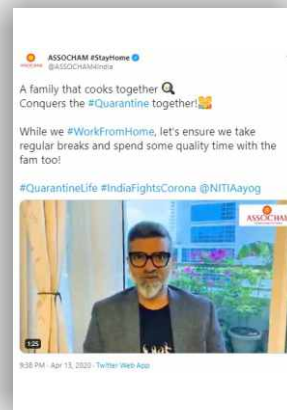 ASSOCHAM #StayHome
@ASSOCHAM4India
A family that cooks together
Conquers the #Quarantine together!
While we #WorkFromHome, let's ensure we take
regular breaks and spend some quality time with the
fam too!
#QuarantineLife #IndiaFightsCorona @NITIAayog
ASSOCHAM
1:25
9:38 PM · Apr 13, 2020 · Twitter Web App